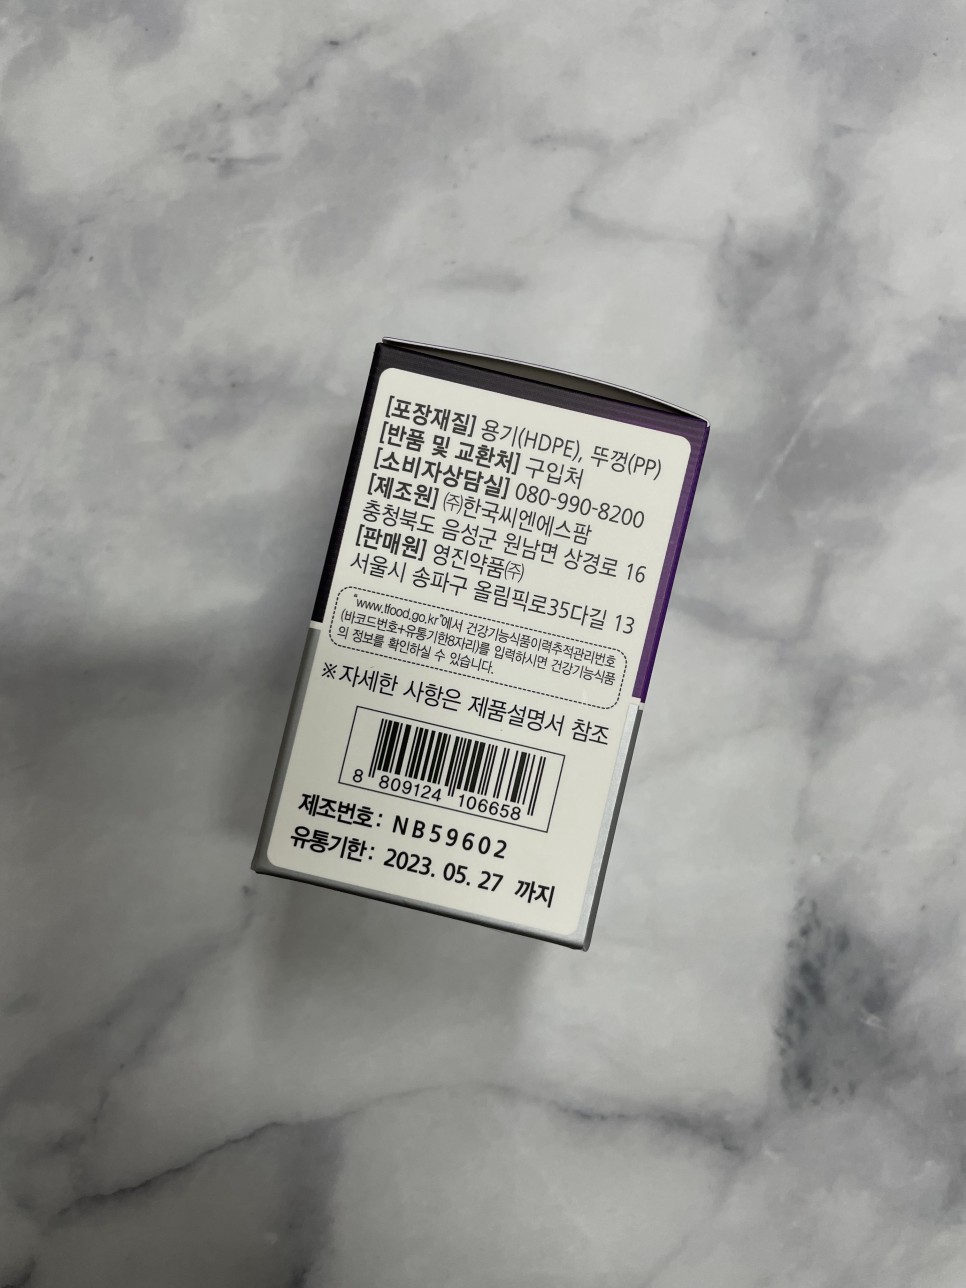 [포장재질] 용기(HDPE), 뚜껑(PP)
[반품 및 교환처] 구입처
[소비자상담실] 080-990-8200
[제조원] ㈜한국씨엔에스팜
충청북도 음성군 원남면 상경로 16
[판매원] 영진약품㈜
서울시 송파구 올림픽로35다길 13
"www.tfood.go.kr"에서 건강기능식품이력추적관리번호
(바코드번호+유통기한8자리)를 입력하시면 건강기능식품
의 정보를 확인하실 수 있습니다.
※자세한 사항은 제품설명서 참조
8 809124 106658
제조번호: NB59602
유통기한: 2023. 05. 27 까지